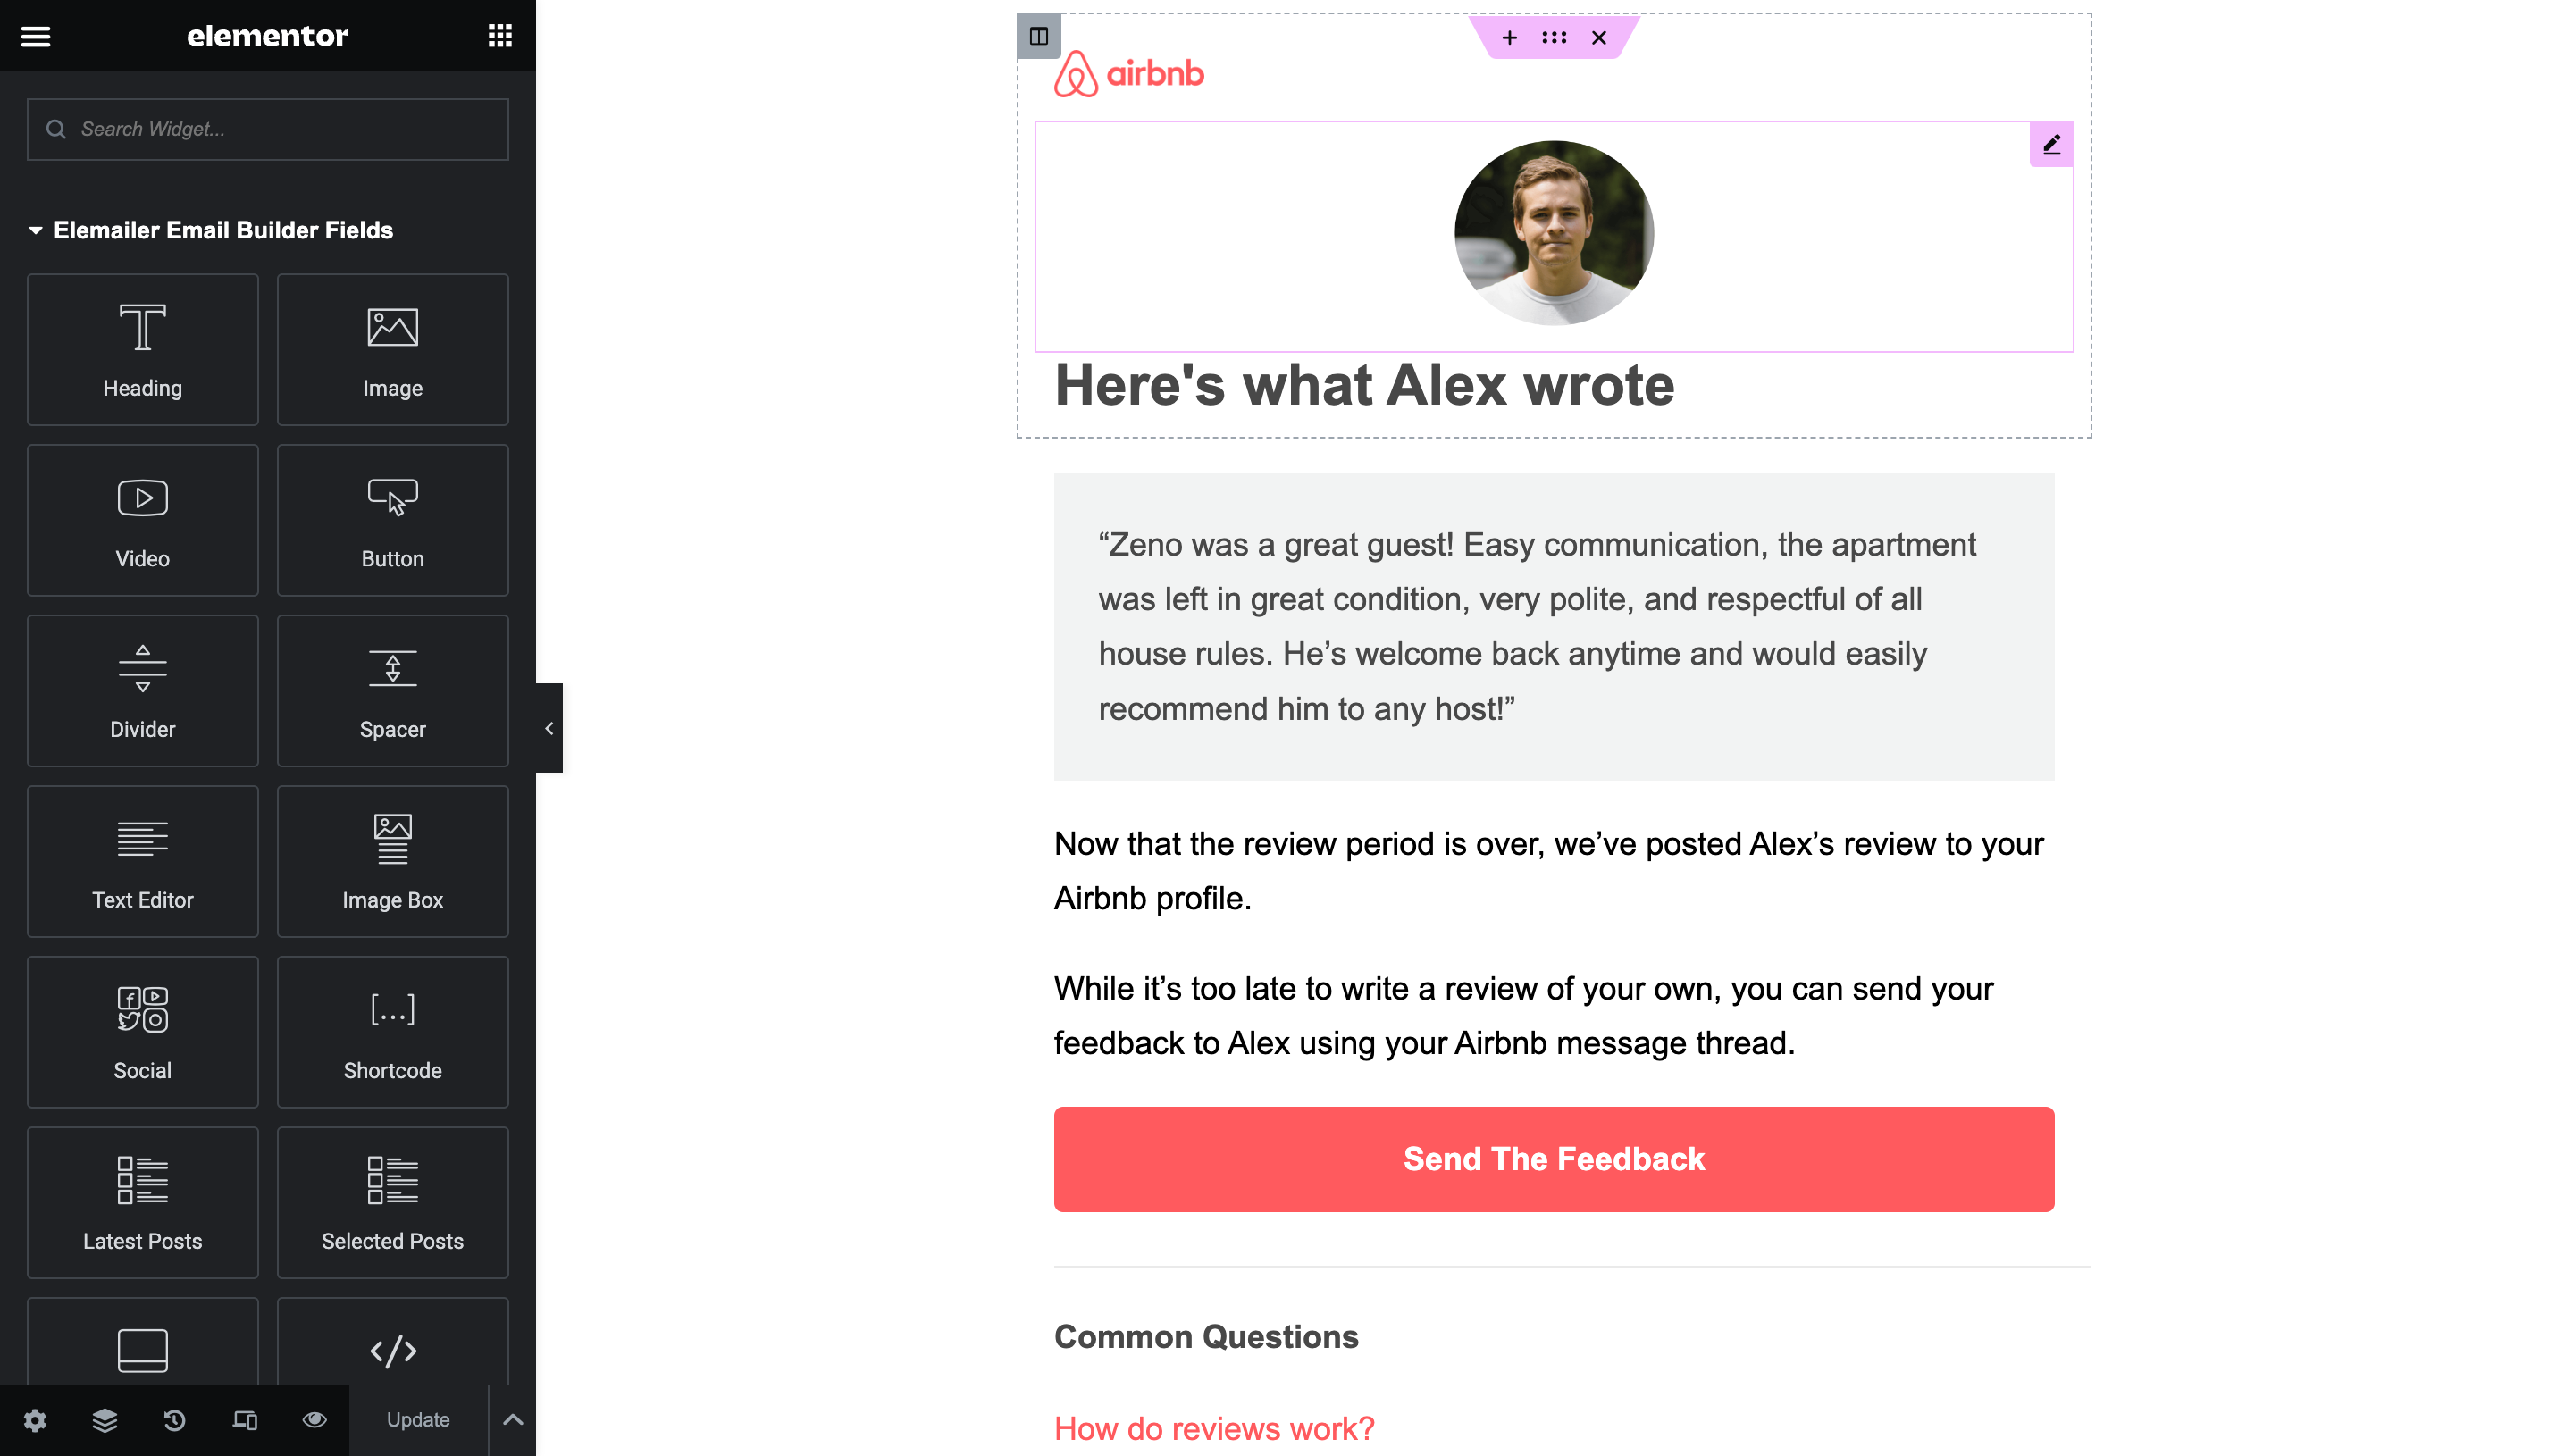 elementor
Search Widget...
Elemailer Email Builder Fields
Heading
Image
Video
Button
Divider
Spacer
Text Editor
Image Box
Social
[...]
Shortcode
Latest Posts
Selected Posts
</>
Update
airbnb
Here's what Alex wrote
“Zeno was a great guest! Easy communication, the apartment
was left in great condition, very polite, and respectful of all
house rules. He’s welcome back anytime and would easily
recommend him to any host!”
Now that the review period is over, we’ve posted Alex’s review to your
Airbnb profile.
While it’s too late to write a review of your own, you can send your
feedback to Alex using your Airbnb message thread.
Send The Feedback
Common Questions
How do reviews work?